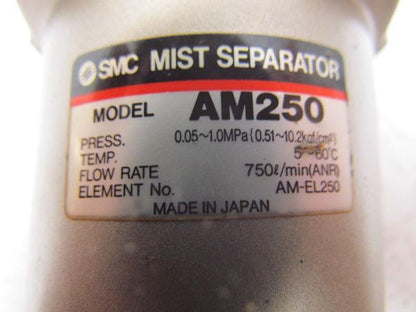 SMC MIST SEPARATOR
MODEL AM250
PRESS. 0.05~1.0MPa{0.51~10.2kgf/cm²}
TEMP. 5~60℃
FLOW RATE 750ℓ/min(ANR)
ELEMENT No. AM-EL250
MADE IN JAPAN